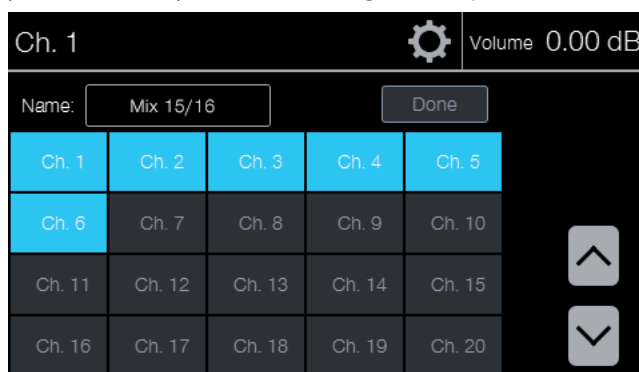 Ch. 1 Volume 0.00 dB
Name: Mix 15/16 Done
Ch. 1 Ch. 2 Ch. 3 Ch. 4 Ch. 5
Ch. 6 Ch. 7 Ch. 8 Ch. 9 Ch. 10
Ch. 11 Ch. 12 Ch. 13 Ch. 14 Ch. 15
Ch. 16 Ch. 17 Ch. 18 Ch. 19 Ch. 20